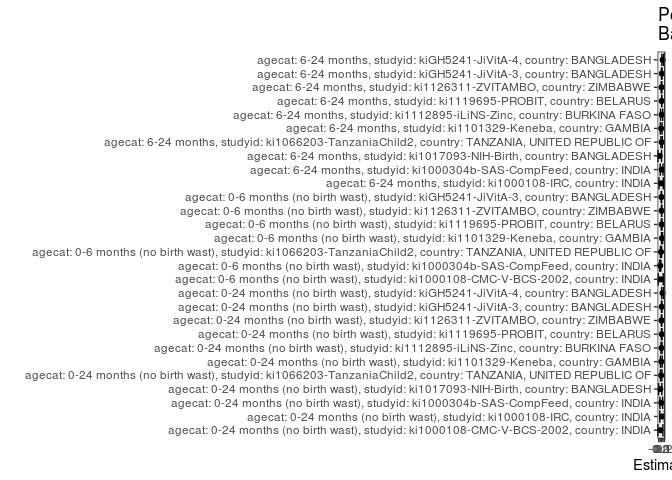 Po
Ba
agecat: 6-24 months, studyid: kiGH5241-JiVitA-4, country: BANGLADESH
agecat: 6-24 months, studyid: kiGH5241-JiVitA-3, country: BANGLADESH
agecat: 6-24 months, studyid: ki1126311-ZVITAMBO, country: ZIMBABWE
agecat: 6-24 months, studyid: ki1119695-PROBIT, country: BELARUS
agecat: 6-24 months, studyid: ki1112895-iLiNS-Zinc, country: BURKINA FASO
agecat: 6-24 months, studyid: ki1101329-Keneba, country: GAMBIA
agecat: 6-24 months, studyid: ki1066203-TanzaniaChild2, country: TANZANIA, UNITED REPUBLIC OF
agecat: 6-24 months, studyid: ki1017093-NIH-Birth, country: BANGLADESH
agecat: 6-24 months, studyid: ki1000304b-SAS-CompFeed, country: INDIA
agecat: 6-24 months, studyid: ki1000108-IRC, country: INDIA
agecat: 0-6 months (no birth wast), studyid: kiGH5241-JiVitA-3, country: BANGLADESH
agecat: 0-6 months (no birth wast), studyid: ki1126311-ZVITAMBO, country: ZIMBABWE
agecat: 0-6 months (no birth wast), studyid: ki1119695-PROBIT, country: BELARUS
agecat: 0-6 months (no birth wast), studyid: ki1101329-Keneba, country: GAMBIA
agecat: 0-6 months (no birth wast), studyid: ki1066203-TanzaniaChild2, country: TANZANIA, UNITED REPUBLIC OF
agecat: 0-6 months (no birth wast), studyid: ki1000304b-SAS-CompFeed, country: INDIA
agecat: 0-6 months (no birth wast), studyid: ki1000108-CMC-V-BCS-2002, country: INDIA
agecat: 0-24 months (no birth wast), studyid: kiGH5241-JiVitA-4, country: BANGLADESH
agecat: 0-24 months (no birth wast), studyid: kiGH5241-JiVitA-3, country: BANGLADESH
agecat: 0-24 months (no birth wast), studyid: ki1126311-ZVITAMBO, country: ZIMBABWE
agecat: 0-24 months (no birth wast), studyid: ki1119695-PROBIT, country: BELARUS
agecat: 0-24 months (no birth wast), studyid: ki1112895-iLiNS-Zinc, country: BURKINA FASO
agecat: 0-24 months (no birth wast), studyid: ki1101329-Keneba, country: GAMBIA
agecat: 0-24 months (no birth wast), studyid: ki1066203-TanzaniaChild2, country: TANZANIA, UNITED REPUBLIC OF
agecat: 0-24 months (no birth wast), studyid: ki1017093-NIH-Birth, country: BANGLADESH
agecat: 0-24 months (no birth wast), studyid: ki1000304b-SAS-CompFeed, country: INDIA
agecat: 0-24 months (no birth wast), studyid: ki1000108-IRC, country: INDIA
agecat: 0-24 months (no birth wast), studyid: ki1000108-CMC-V-BCS-2002, country: INDIA
Estima